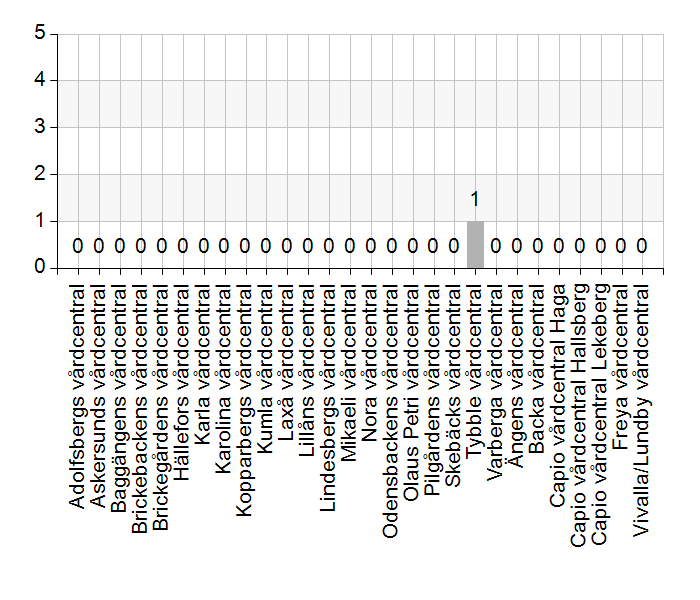 5
4
3
2
1
0
0 0 0 0 0 0 0 0 0 0 0 0 0 0 0 0 0 0 0 1 0 0 0 0 0 0 0 0
Adolfsbergs vårdcentral
Askersunds vårdcentral
Baggängens vårdcentral
Brickebackens vårdcentral
Brickegårdens vårdcentral
Hällefors vårdcentral
Karla vårdcentral
Karolina vårdcentral
Kopparbergs vårdcentral
Kumla vårdcentral
Laxå vårdcentral
Lillåns vårdcentral
Lindesbergs vårdcentral
Mikaeli vårdcentral
Nora vårdcentral
Odensbackens vårdcentral
Olaus Petri vårdcentral
Pilgårdens vårdcentral
Skebäcks vårdcentral
Tybble vårdcentral
Varberga vårdcentral
Ängens vårdcentral
Backa vårdcentral
Capio vårdcentral Haga
Capio vårdcentral Hallsberg
Capio vårdcentral Lekeberg
Freya vårdcentral
Vivalla/Lundby vårdcentral